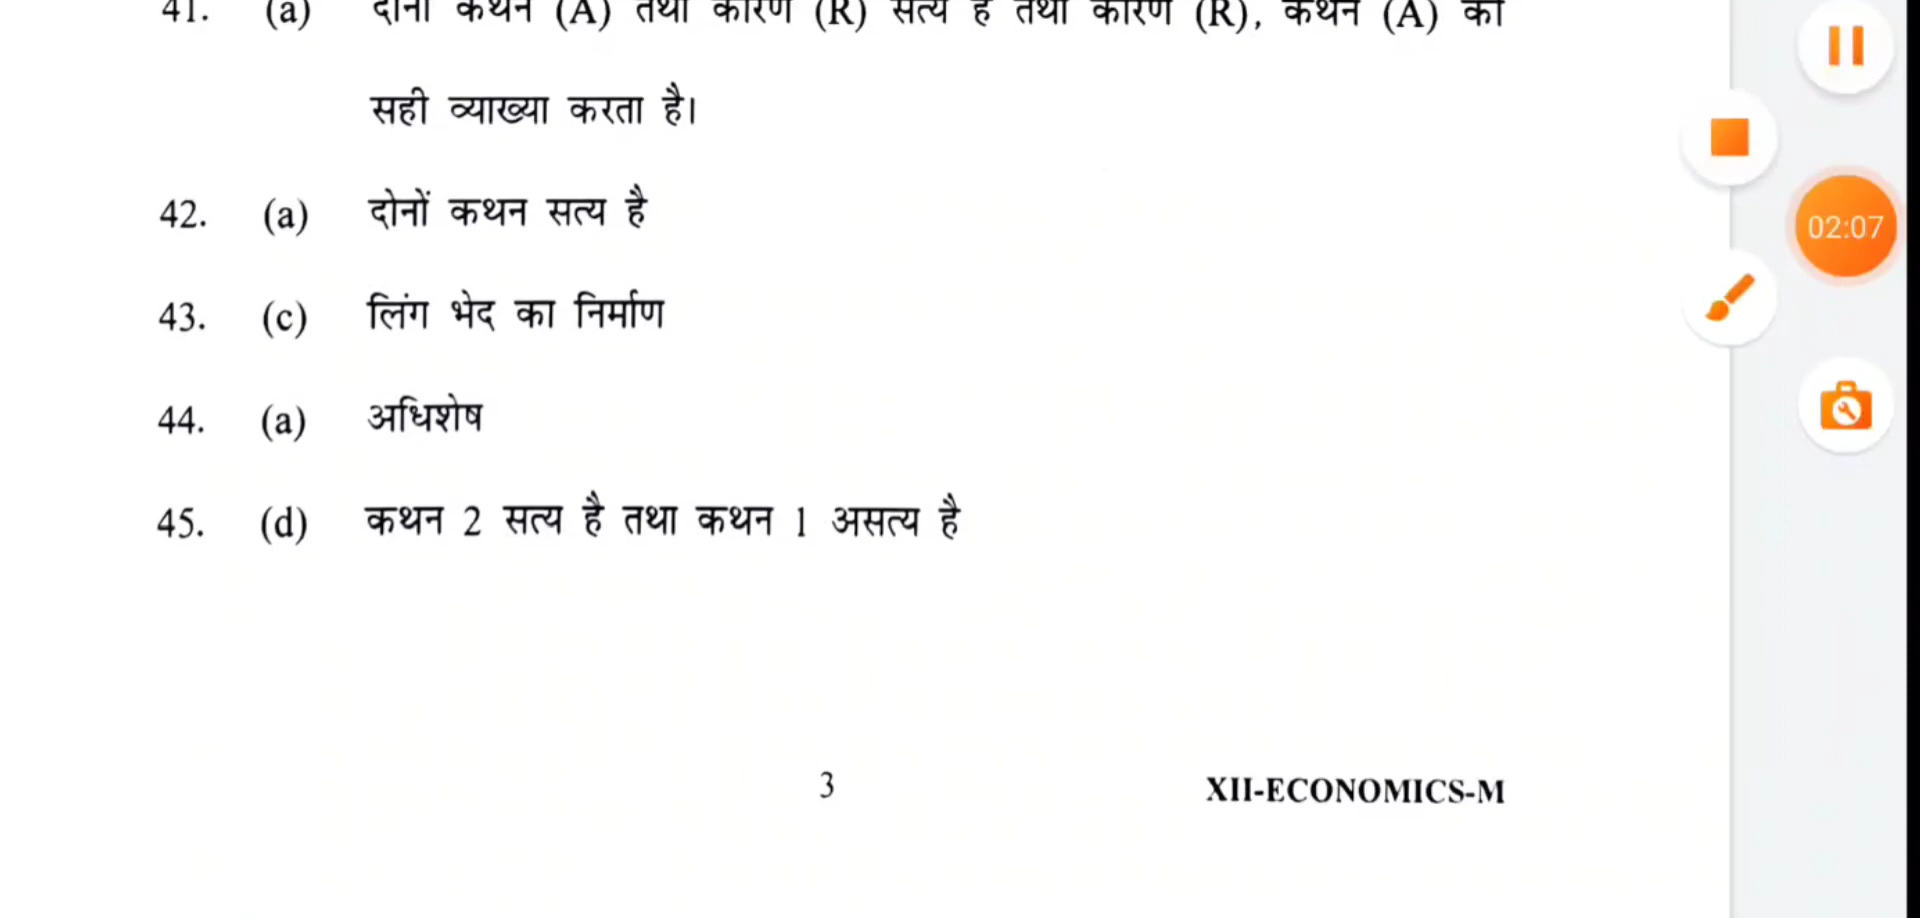 41. (a) दोनों कथन (A) तथा कारण (R) सत्य है तथा कारण (R), कथन (A) की
सही व्याख्या करता है।
42. (a) दोनों कथन सत्य है
02:07
43. (c) लिंग भेद का निर्माण
44. (a) अधिशेष
45. (d) कथन 2 सत्य है तथा कथन 1 असत्य है
3 XII-ECONOMICS-M